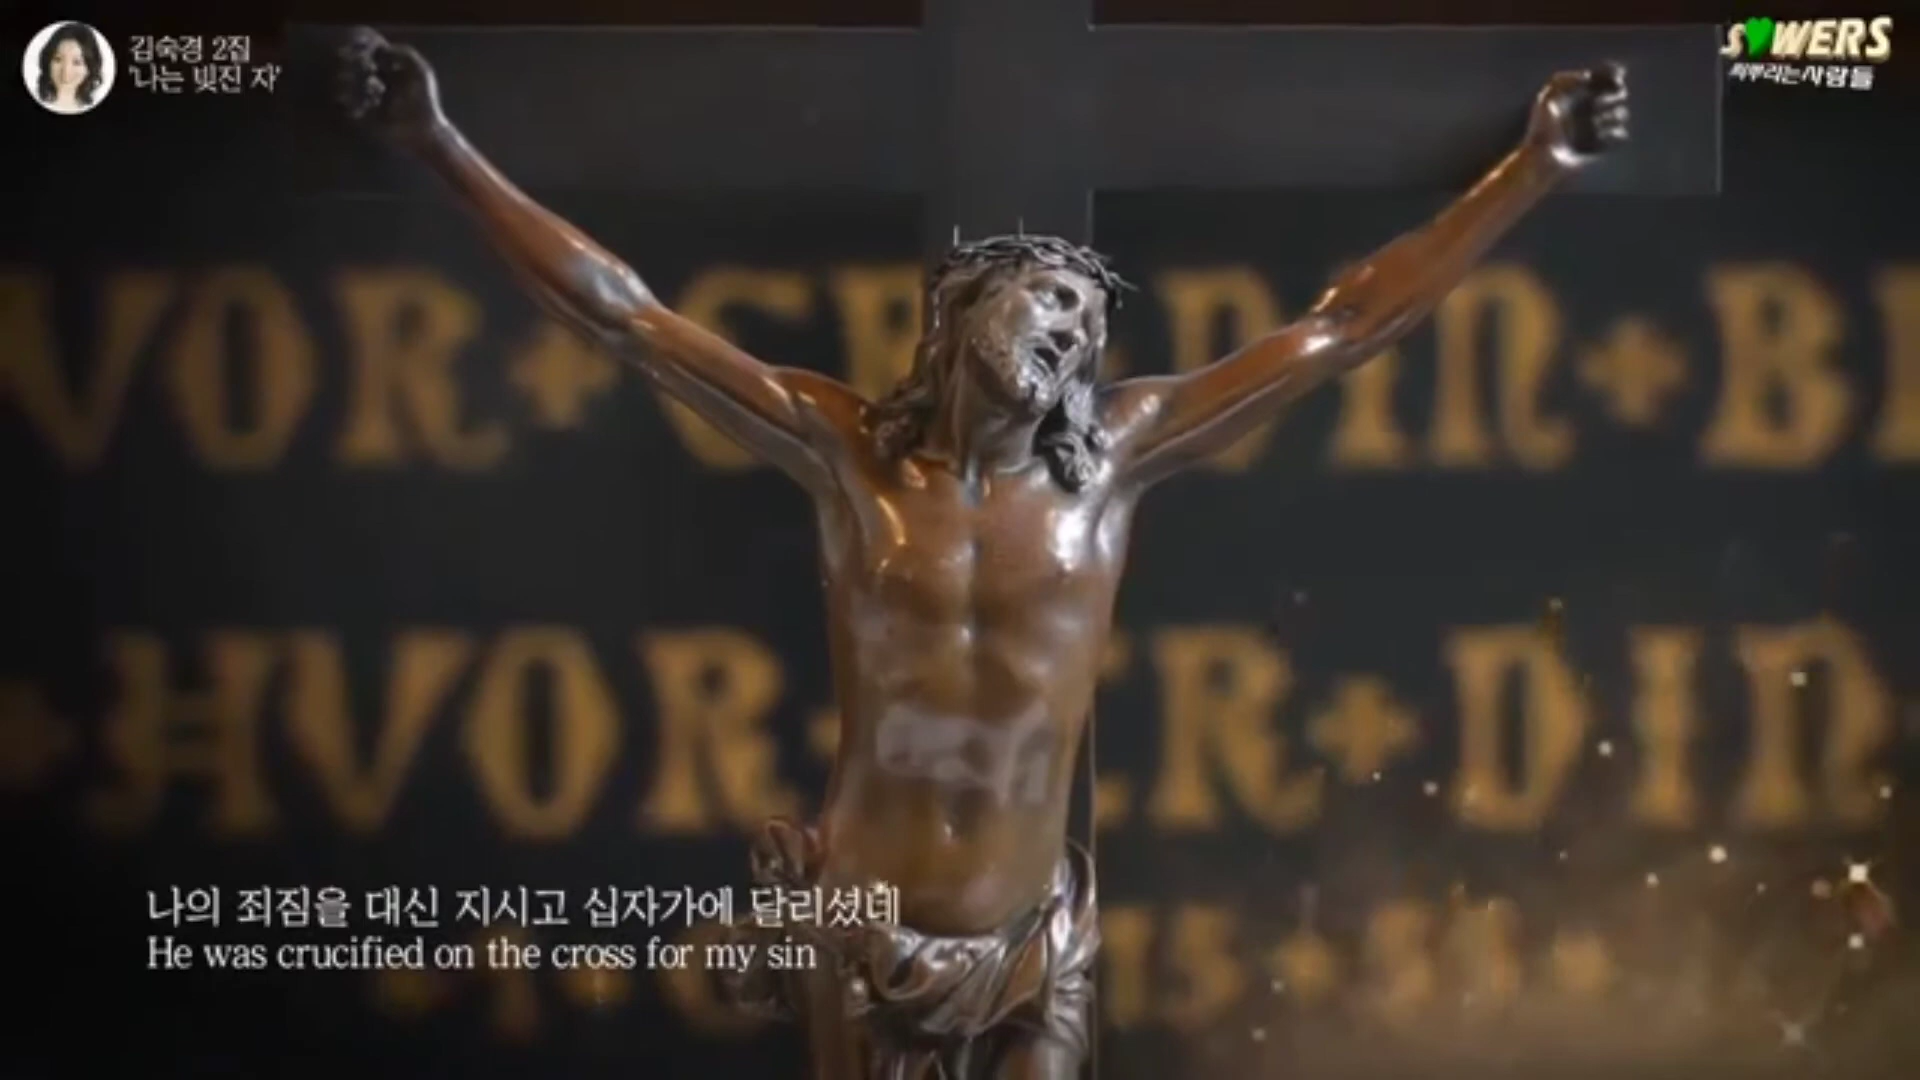 김숙경 2집
'나는 빚진 자'
SOWERS
씨뿌리는사람들
VOR + S DIN + B
HVOR ER + DIN
나의 죄짐을 대신 지시고 십자가에 달리셨네
He was crucified on the cross for my sin